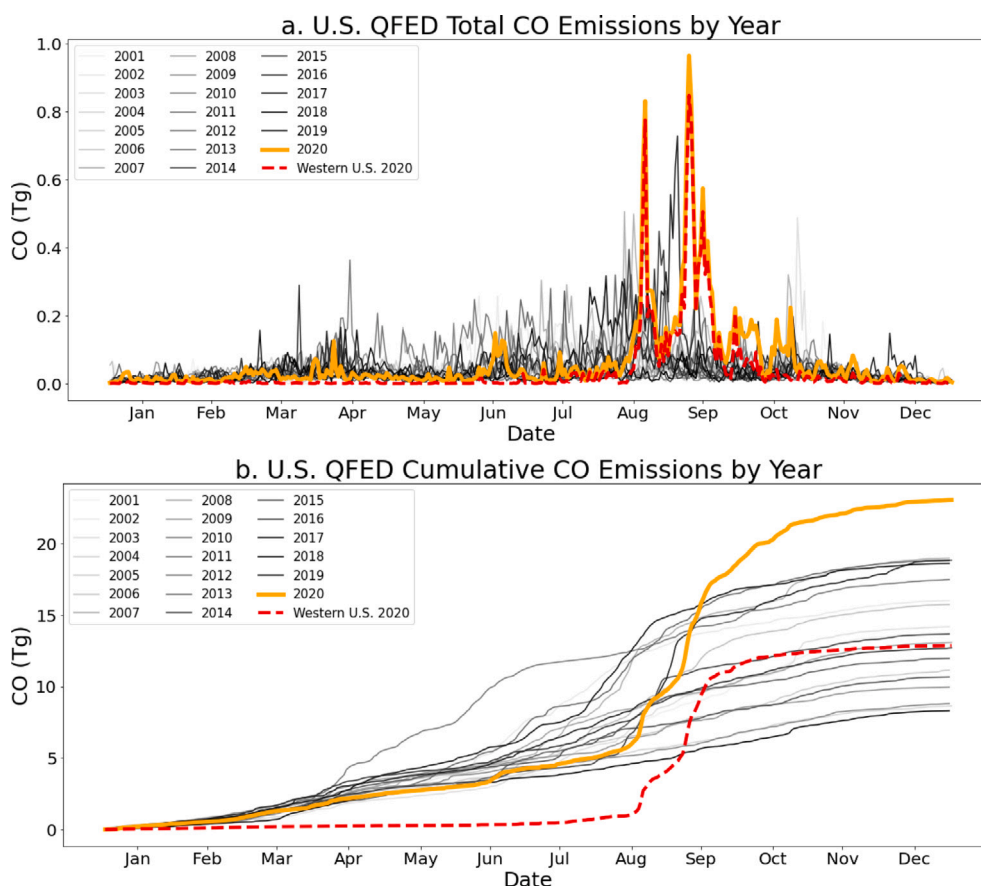 a. U.S. QFED Total CO Emissions by Year
1.0
0.8
0.6
0.4
0.2
0.0
CO (Tg)
2001 2008 2015
2002 2009 2016
2003 2010 2017
2004 2011 2018
2005 2012 2019
2006 2013 2020
2007 2014 Western U.S. 2020
Jan Feb Mar Apr May Jun Jul Aug Sep Oct Nov Dec
Date
b. U.S. QFED Cumulative CO Emissions by Year
20
15
10
5
0
CO (Tg)
2001 2008 2015
2002 2009 2016
2003 2010 2017
2004 2011 2018
2005 2012 2019
2006 2013 2020
2007 2014 Western U.S. 2020
Jan Feb Mar Apr May Jun Jul Aug Sep Oct Nov Dec
Date